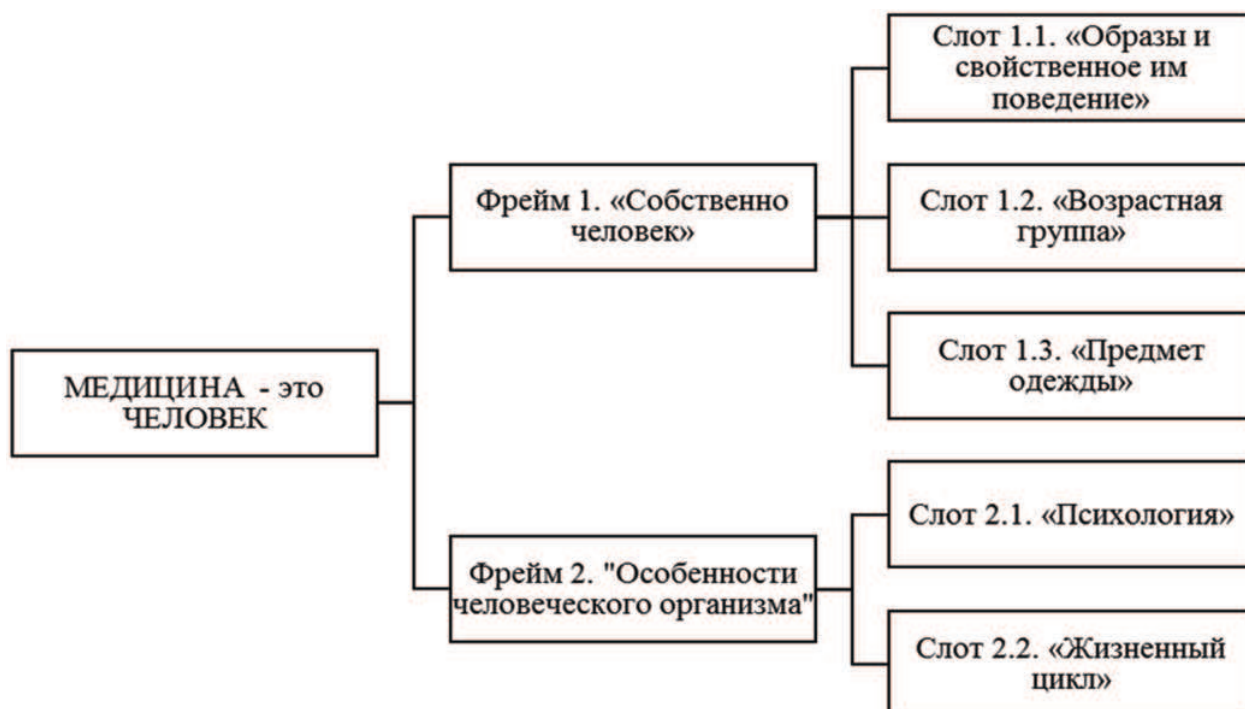 МЕДИЦИНА - это
ЧЕЛОВЕК
Фрейм 1. «Собственно
человек»
Слот 1.1. «Образы и
свойственное им
поведение»
Слот 1.2. «Возрастная
группа»
Слот 1.3. «Предмет
одежды»
Фрейм 2. "Особенности
человеческого организма"
Слот 2.1. «Психология»
Слот 2.2. «Жизненный
цикл»